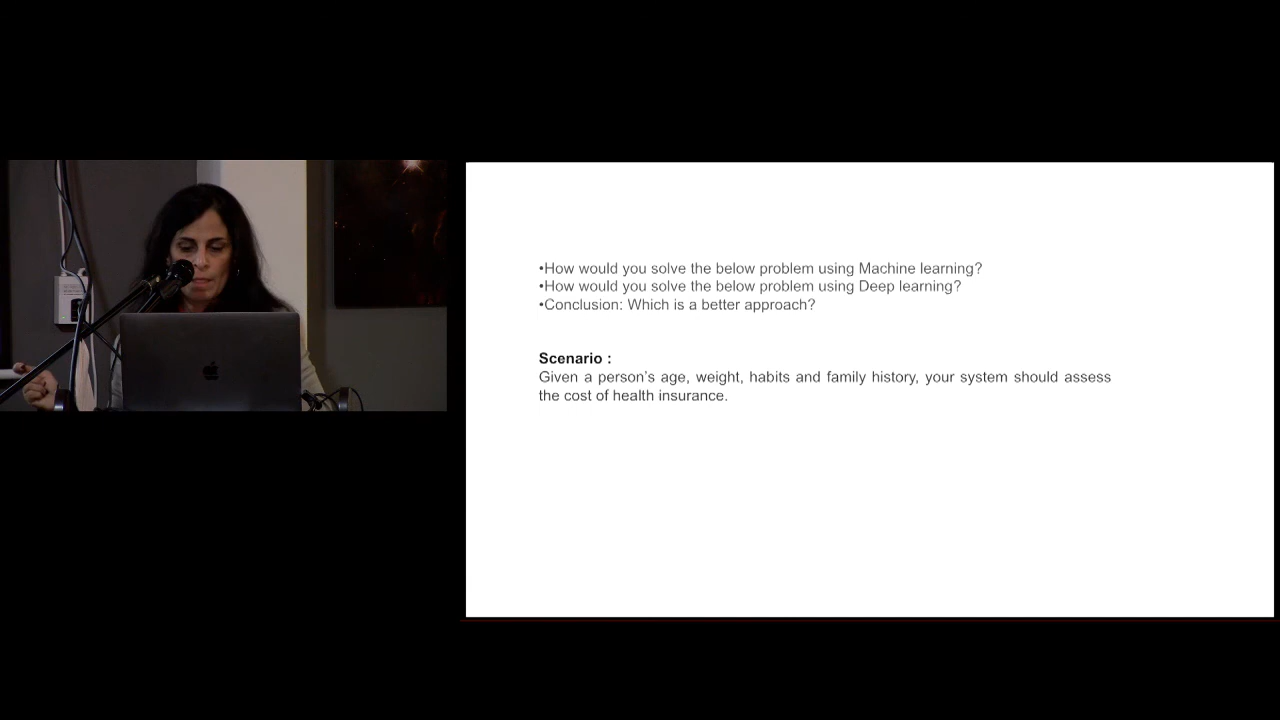 •How would you solve the below problem using Machine learning?
•How would you solve the below problem using Deep learning?
•Conclusion: Which is a better approach?
Scenario :
Given a person’s age, weight, habits and family history, your system should assess
the cost of health insurance.